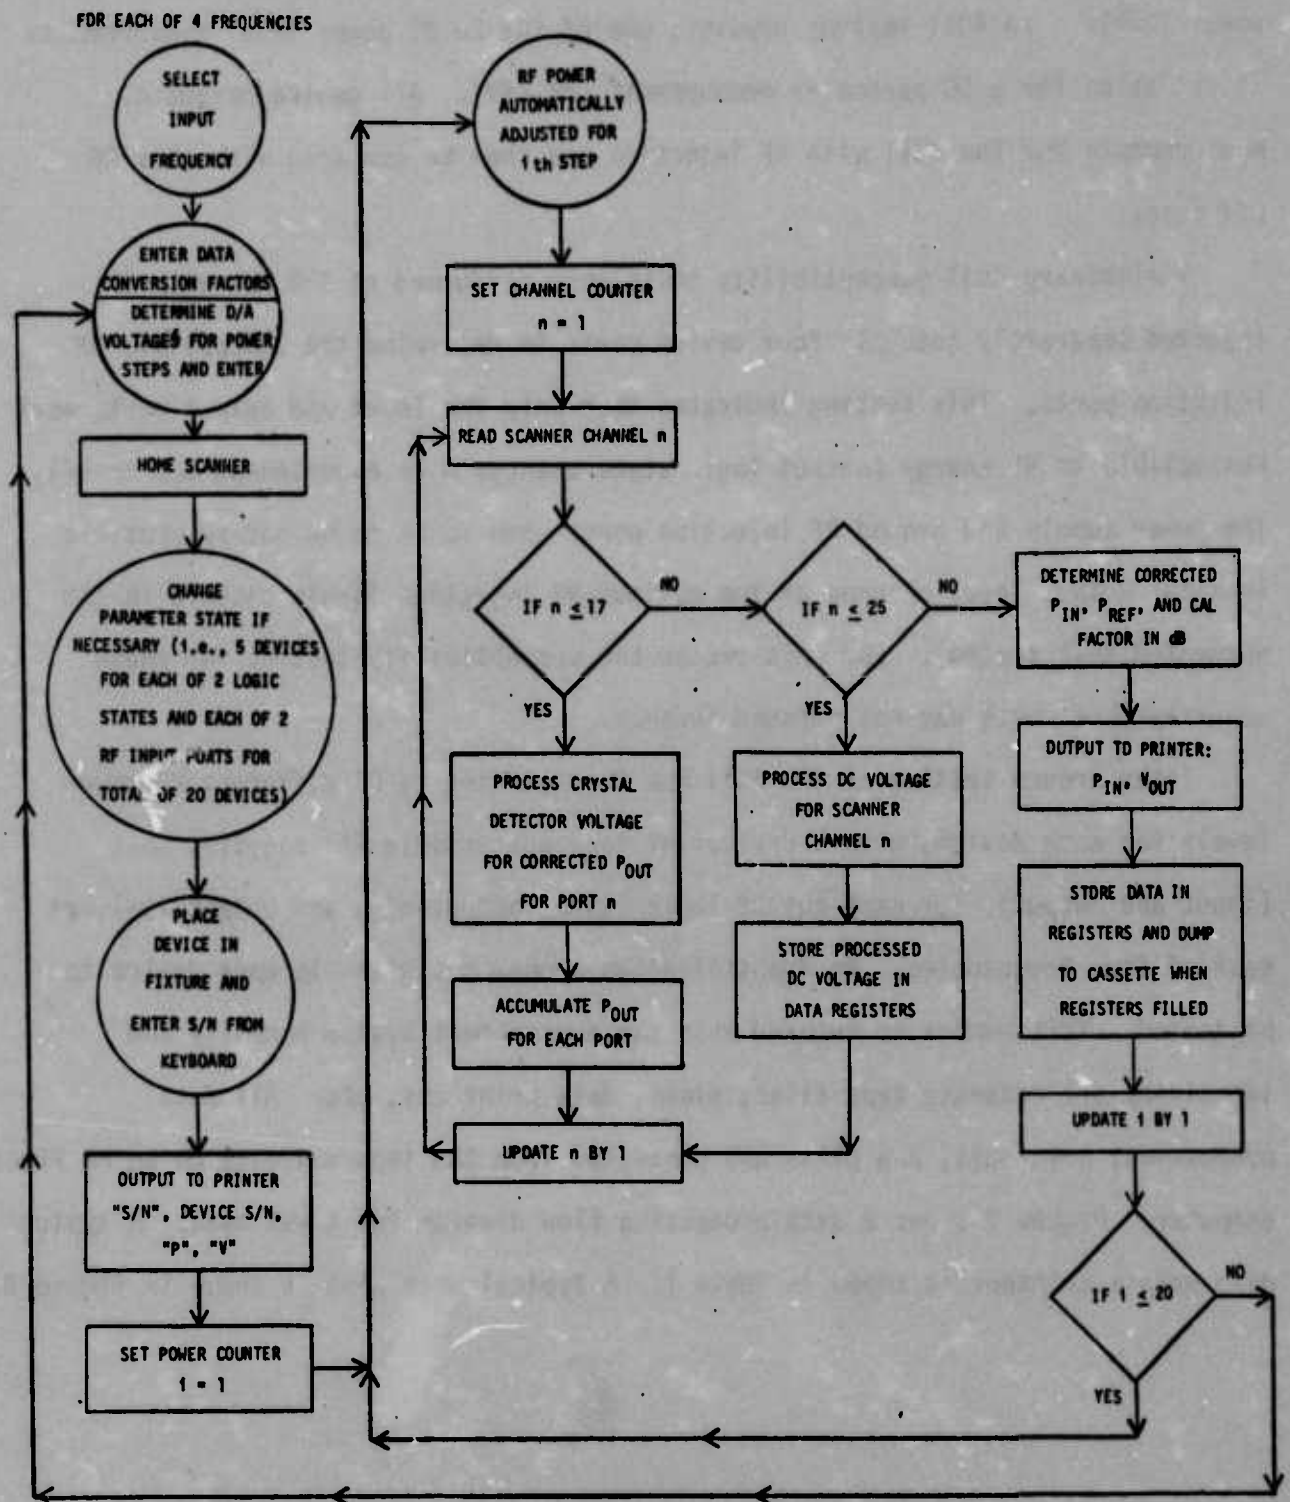 FOR EACH OF 4 FREQUENCIES
SELECT
INPUT
FREQUENCY
ENTER DATA
CONVERSION FACTORS
DETERMINE D/A
VOLTAGES FOR POWER
STEPS AND ENTER
HOME SCANNER
CHANGE
PARAMETER STATE IF
NECESSARY (i.e., 5 DEVICES
FOR EACH OF 2 LOGIC
STATES AND EACH OF 2
RF INPUT PORTS FOR
TOTAL OF 20 DEVICES)
PLACE
DEVICE IN
FIXTURE AND
ENTER S/N FROM
KEYBOARD
OUTPUT TO PRINTER
"S/N", DEVICE S/N,
"P", "V"
SET POWER COUNTER
i = 1
RF POWER
AUTOMATICALLY
ADJUSTED FOR
i th STEP
SET CHANNEL COUNTER
n = 1
READ SCANNER CHANNEL n
IF n ≤ 17
NO
YES
PROCESS CRYSTAL
DETECTOR VOLTAGE
FOR CORRECTED P_OUT
FOR PORT n
ACCUMULATE P_OUT
FOR EACH PORT
UPDATE n BY 1
IF n ≤ 25
NO
YES
PROCESS DC VOLTAGE
FOR SCANNER
CHANNEL n
STORE PROCESSED
DC VOLTAGE IN
DATA REGISTERS
DETERMINE CORRECTED
P_IN, P_REF, AND CAL
FACTOR IN dB
OUTPUT TO PRINTER:
P_IN, V_OUT
STORE DATA IN
REGISTERS AND DUMP
TO CASSETTE WHEN
REGISTERS FILLED
UPDATE i BY 1
IF i ≤ 20
NO
YES